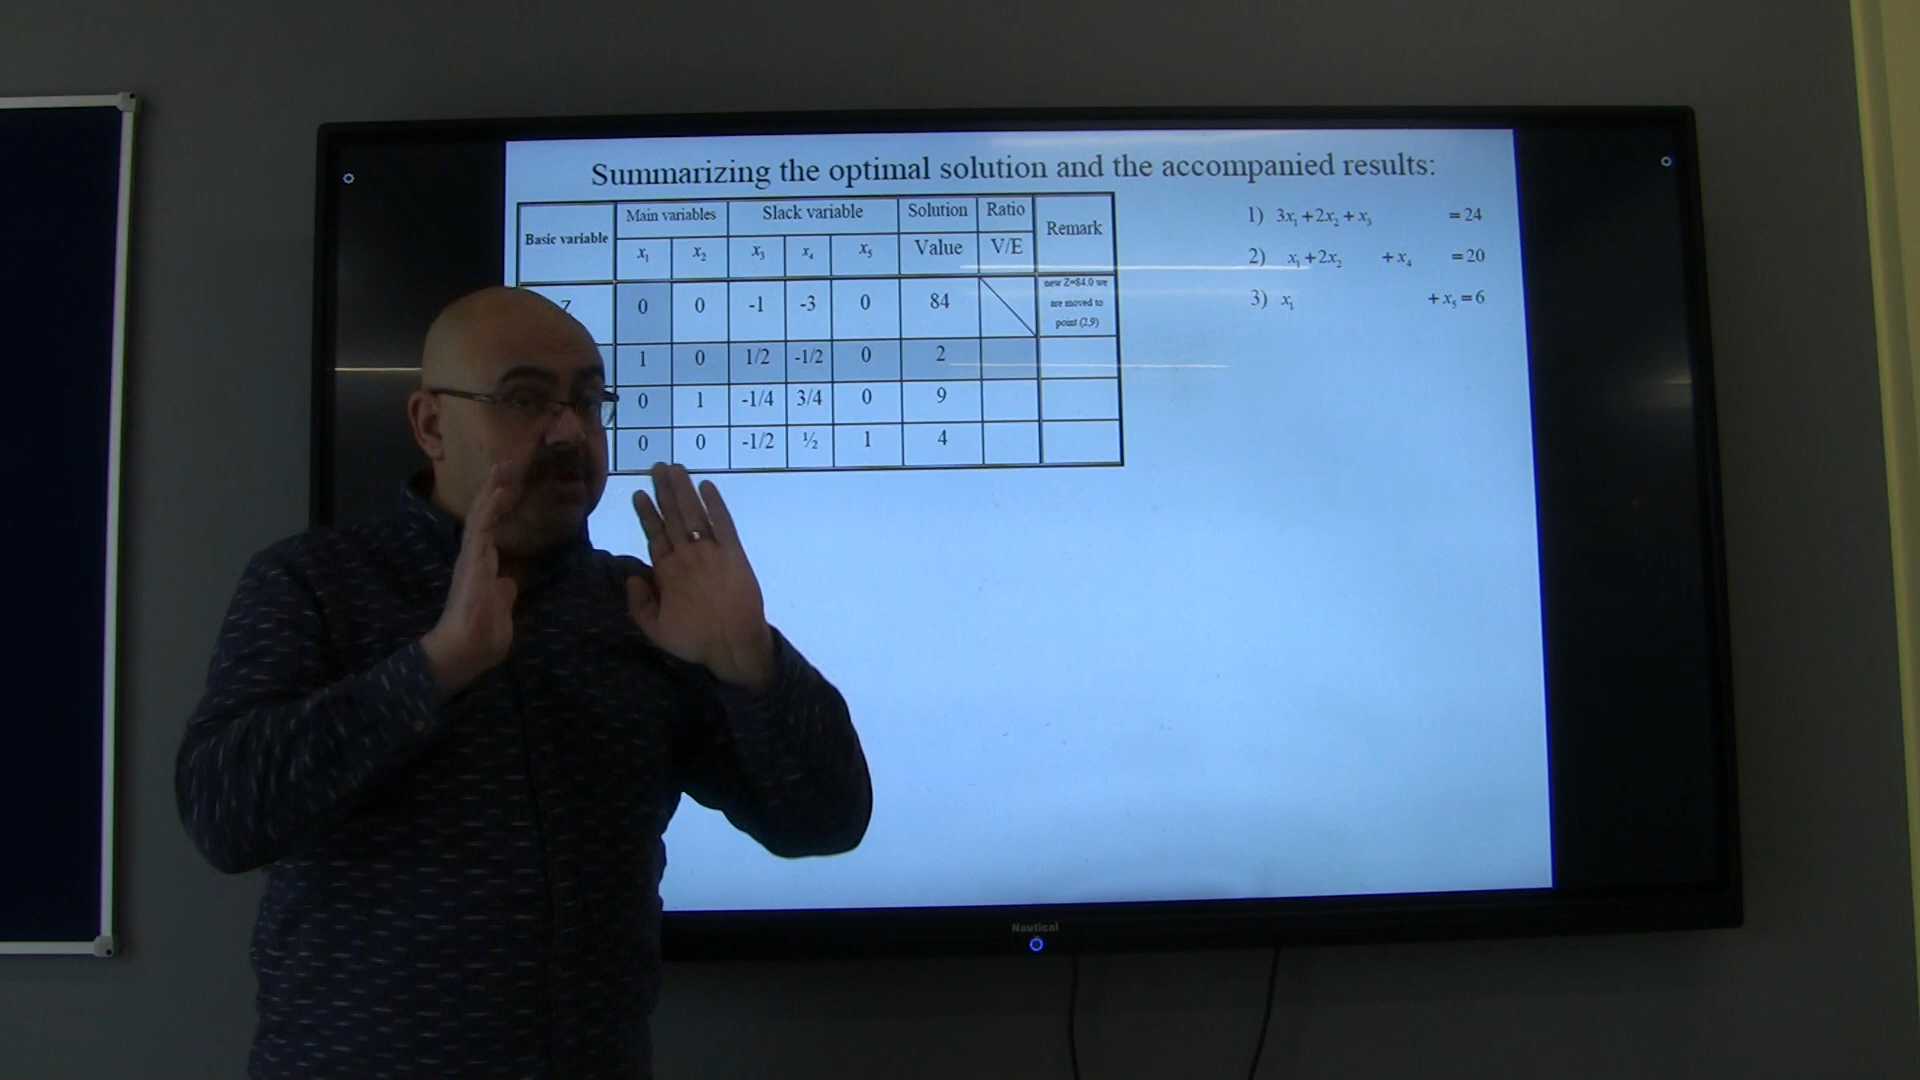 Summarizing the optimal solution and the accompanied results:
Basic variable Main variables Slack variable Solution Ratio Remark
x₁ x₂ x₃ x₄ x₅ Value V/E
Z 0 0 -1 -3 0 84 new Z=84.0 we are moved to point (2,9)
1 0 1/2 -1/2 0 2
0 1 -1/4 3/4 0 9
0 0 -1/2 ½ 1 4
1) 3x₁ +2x₂ + x₃ = 24
2) x₁ +2x₂ + x₄ = 20
3) x₁ + x₅ = 6
Nautical